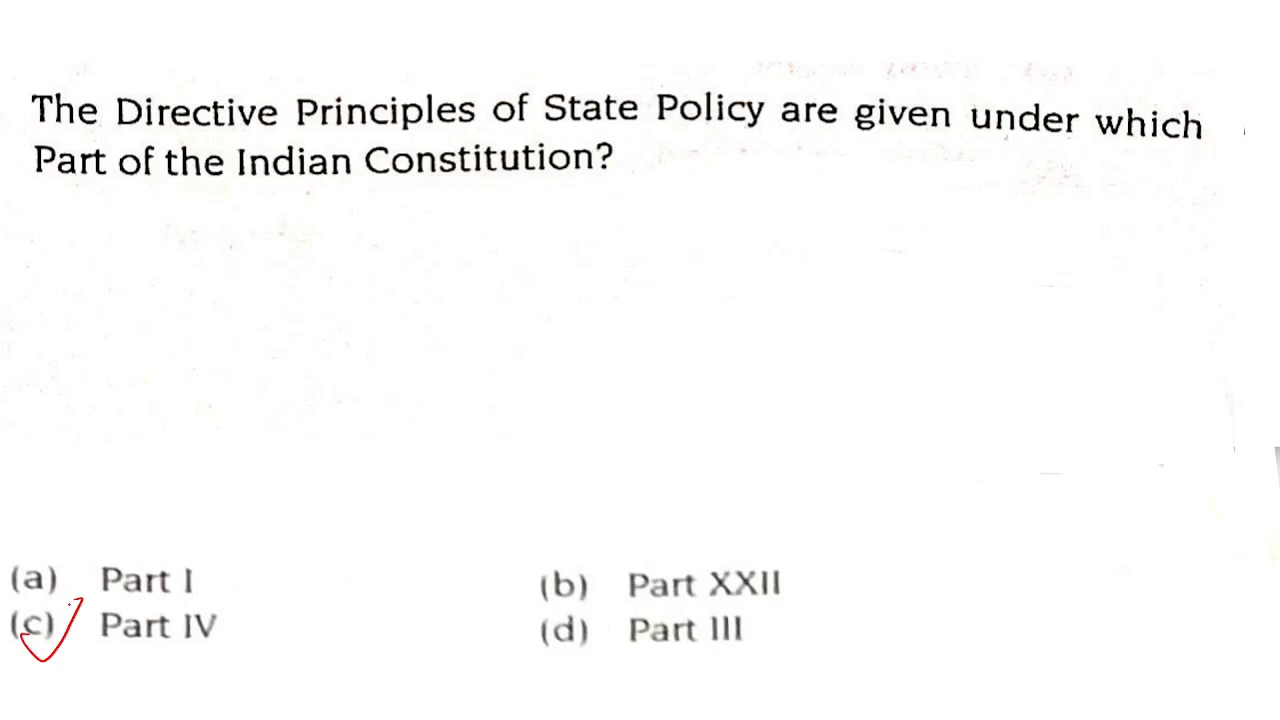 The Directive Principles of State Policy are given under which
Part of the Indian Constitution?
(a) Part I (b) Part XXII
(c) Part IV (d) Part III